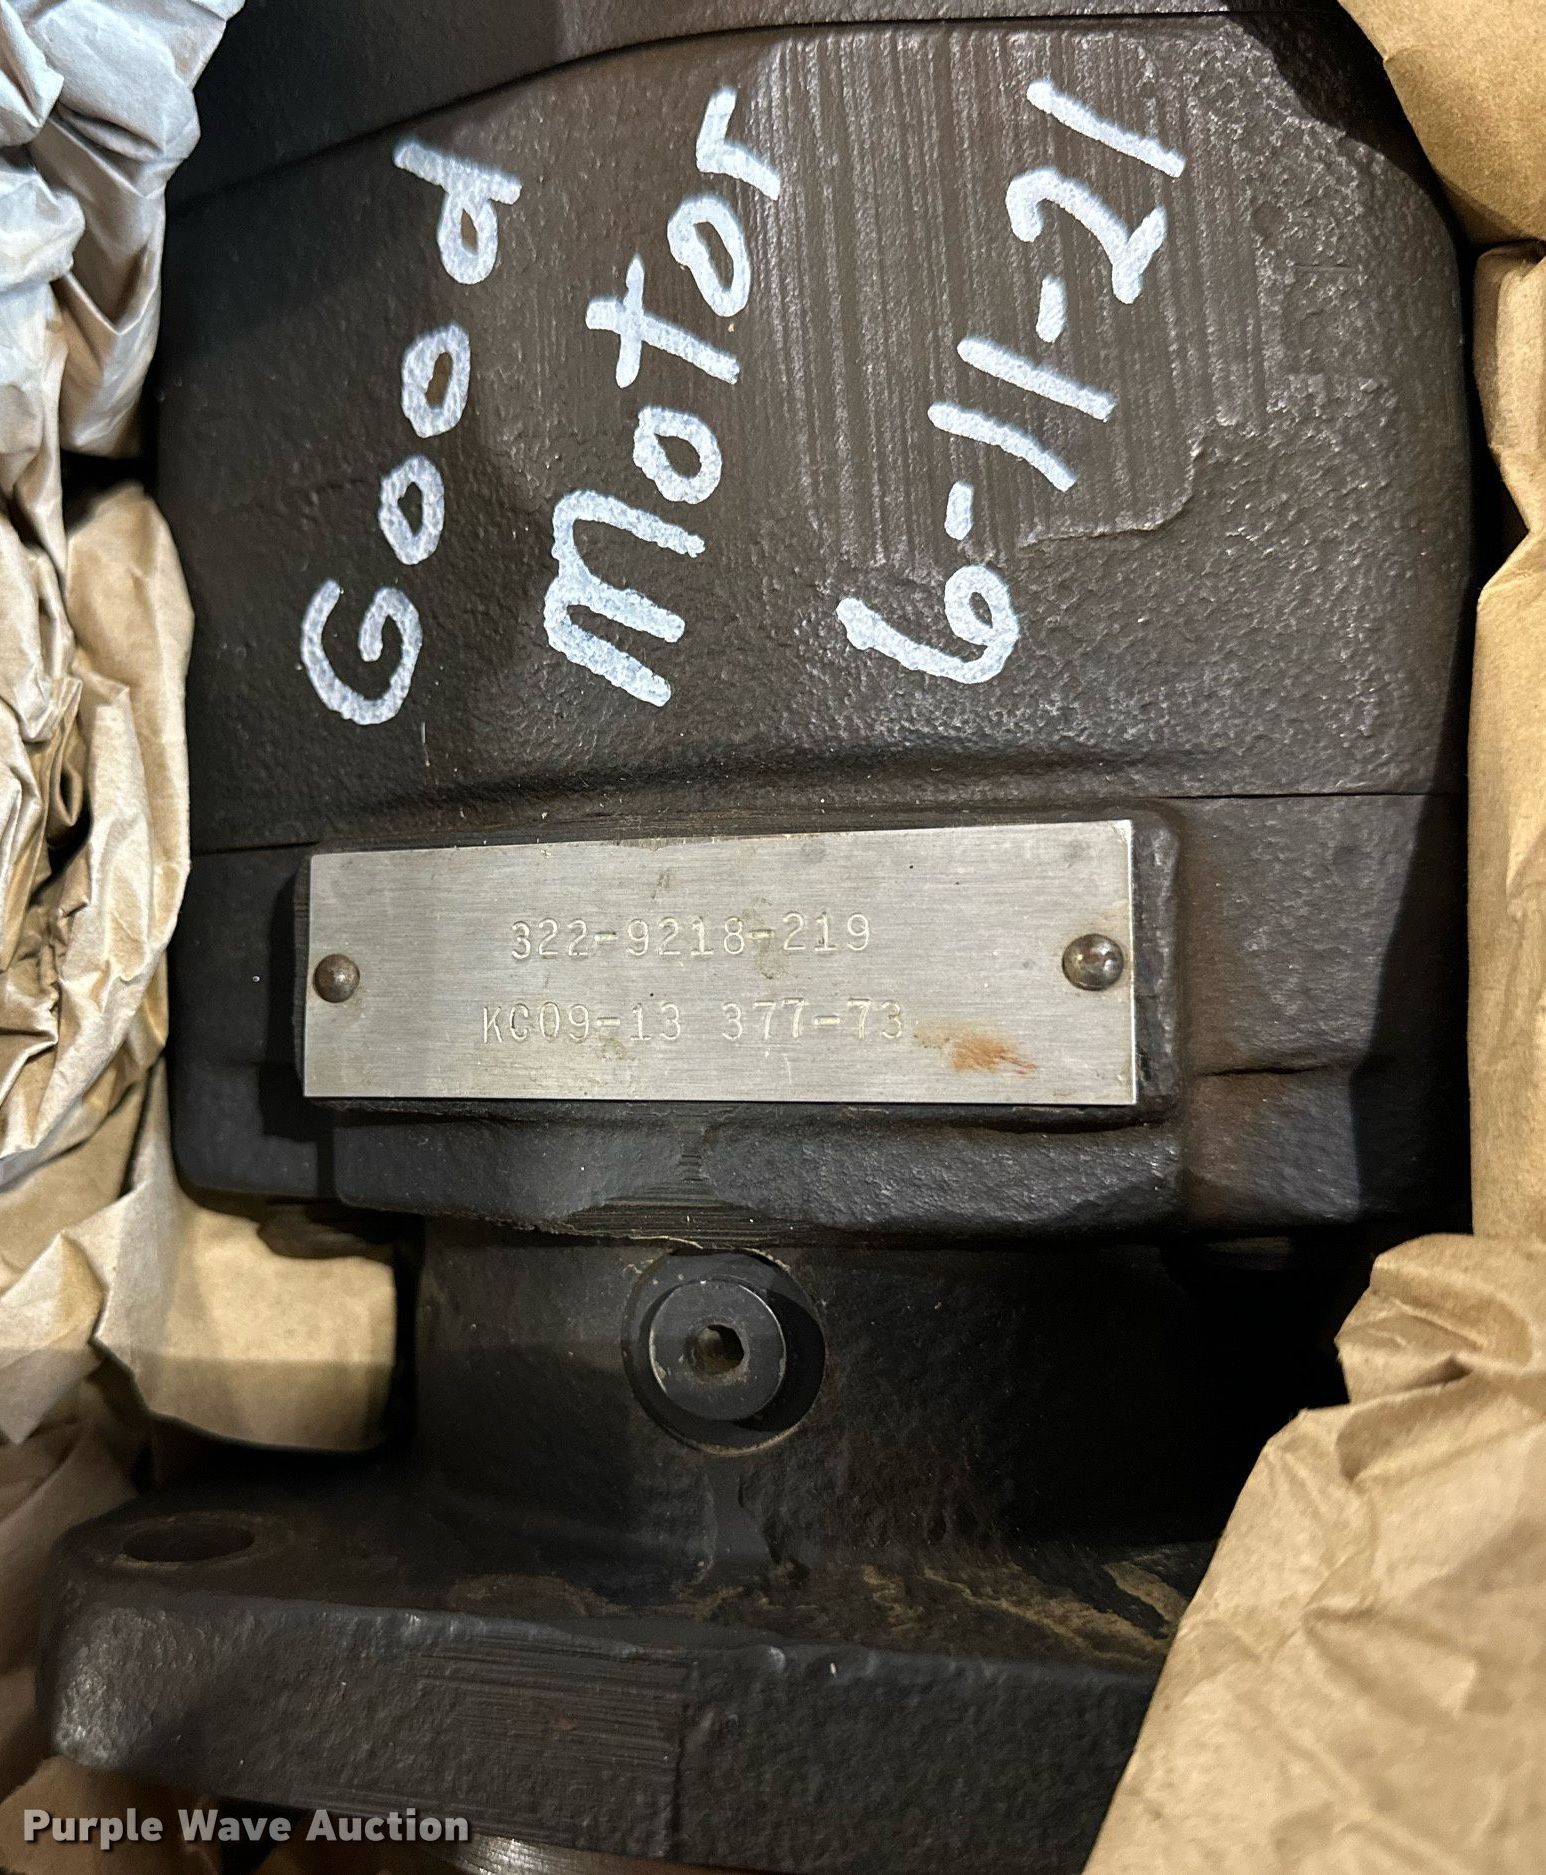 Good
Motor
6-11-21
322-9218-219
KC09-13 377-73
Purple Wave Auction